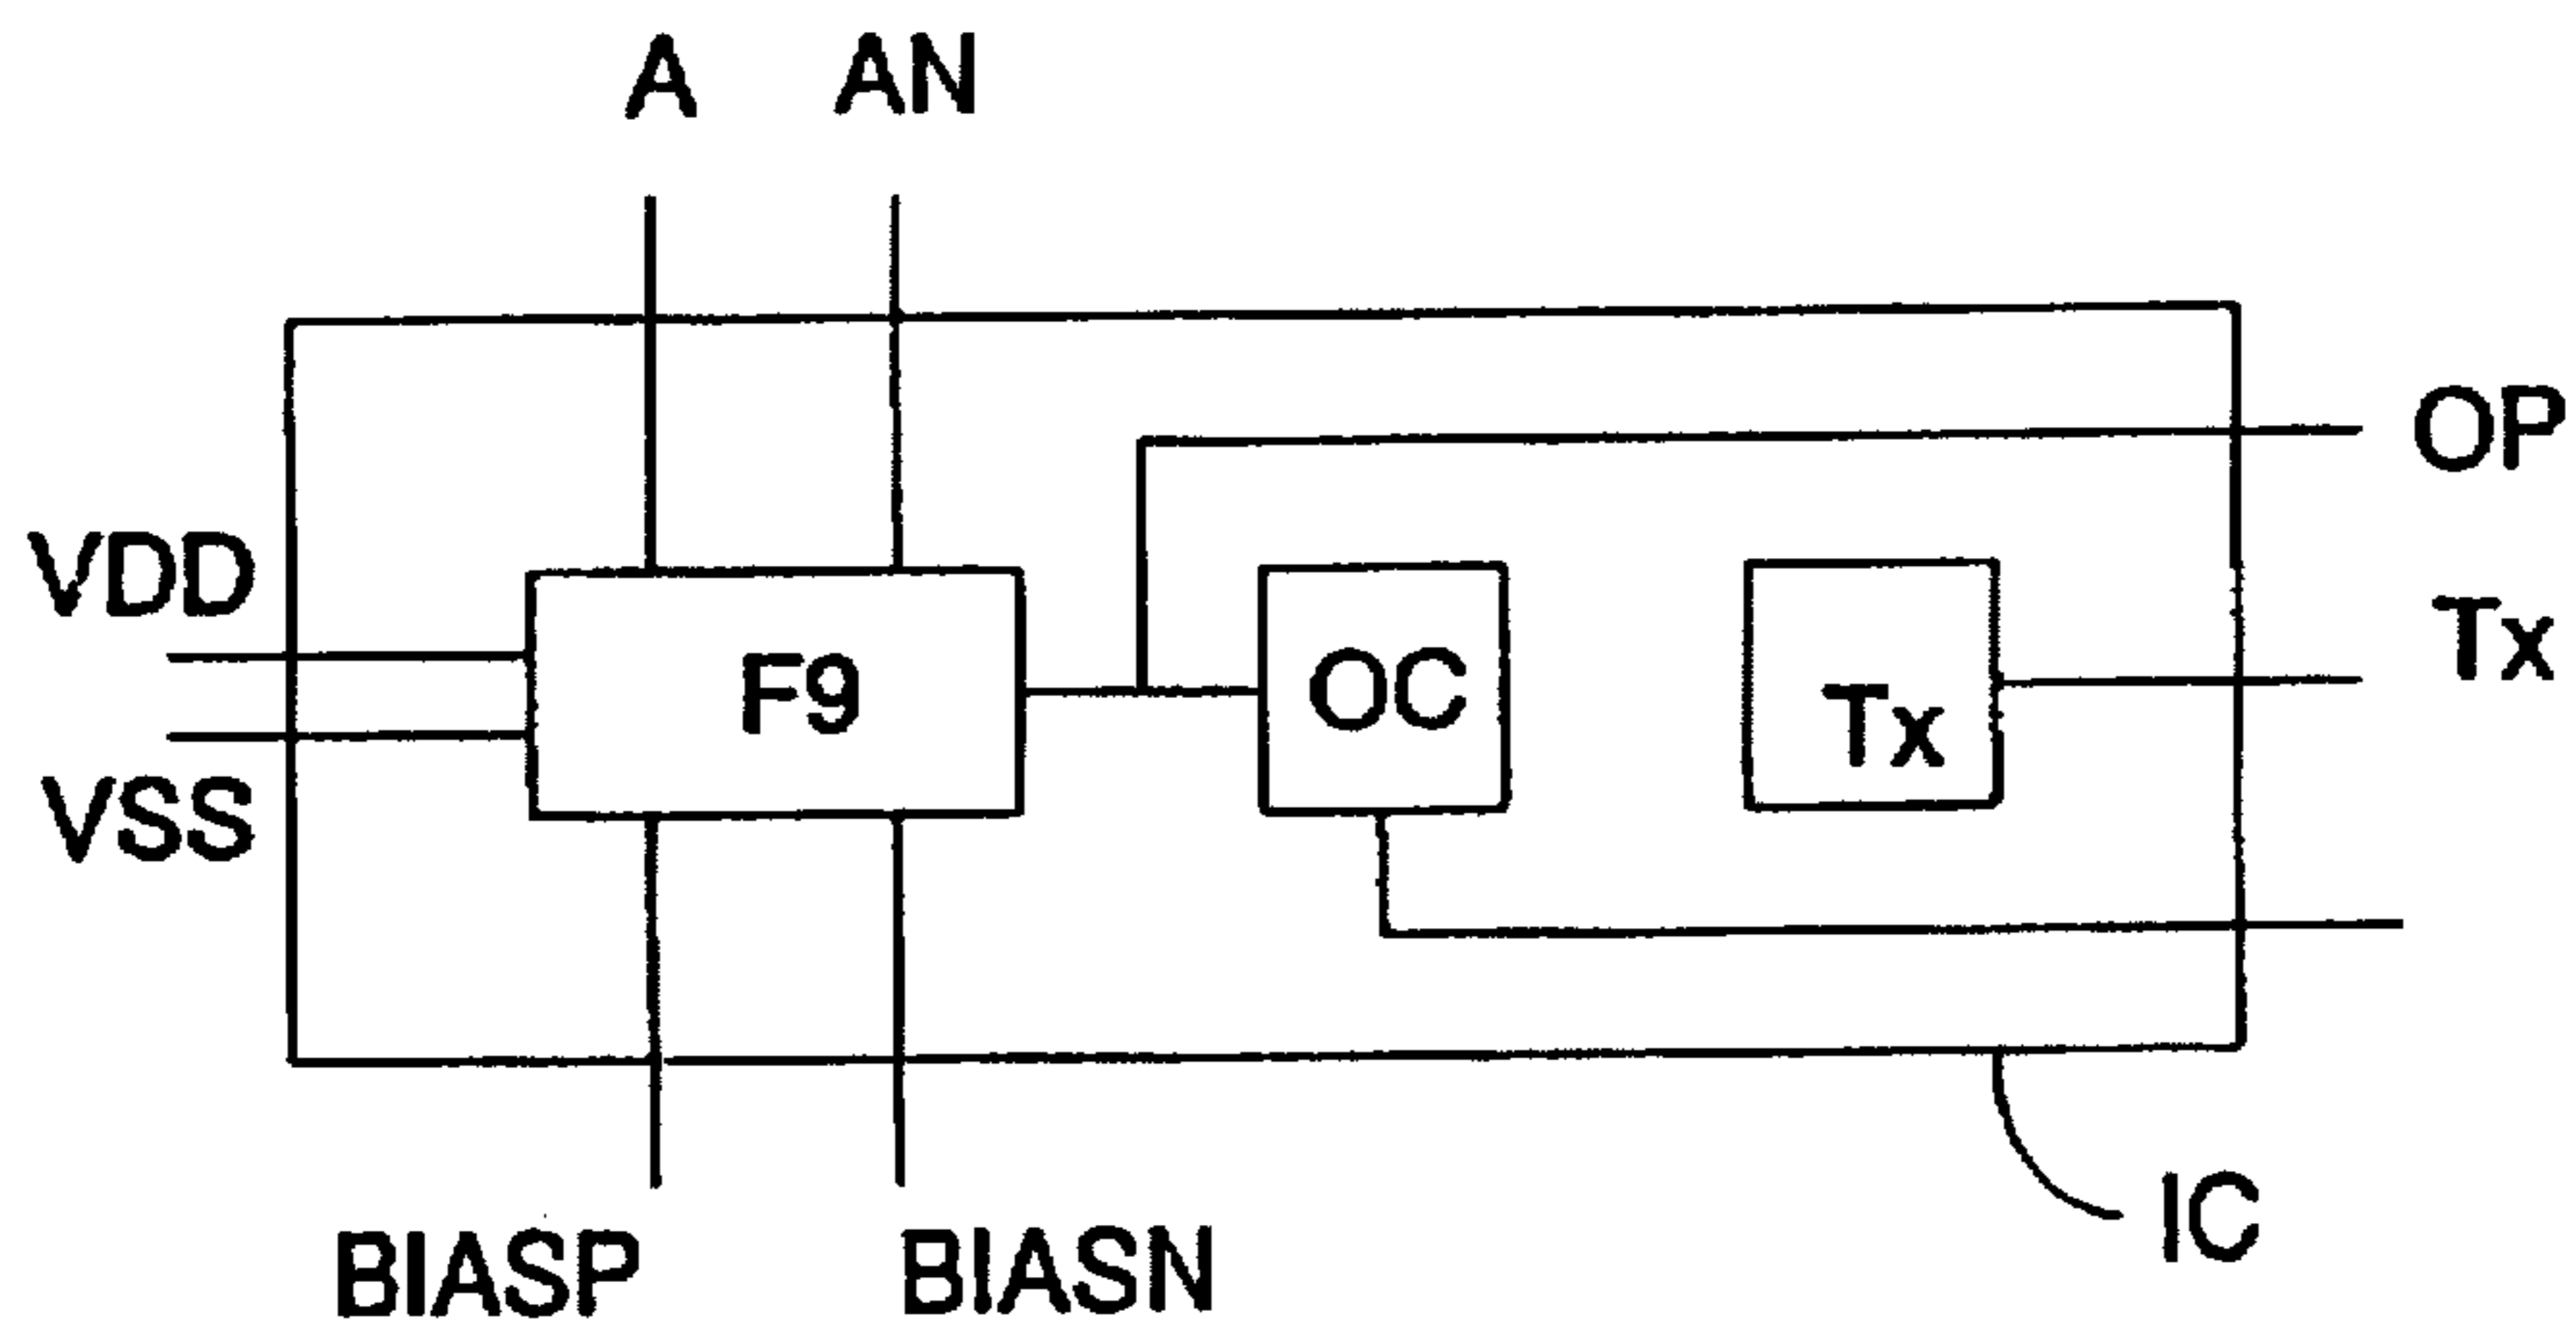 A AN
OP
VDD
Tx
F9 OC Tx
VSS
BIASP BIASN
IC